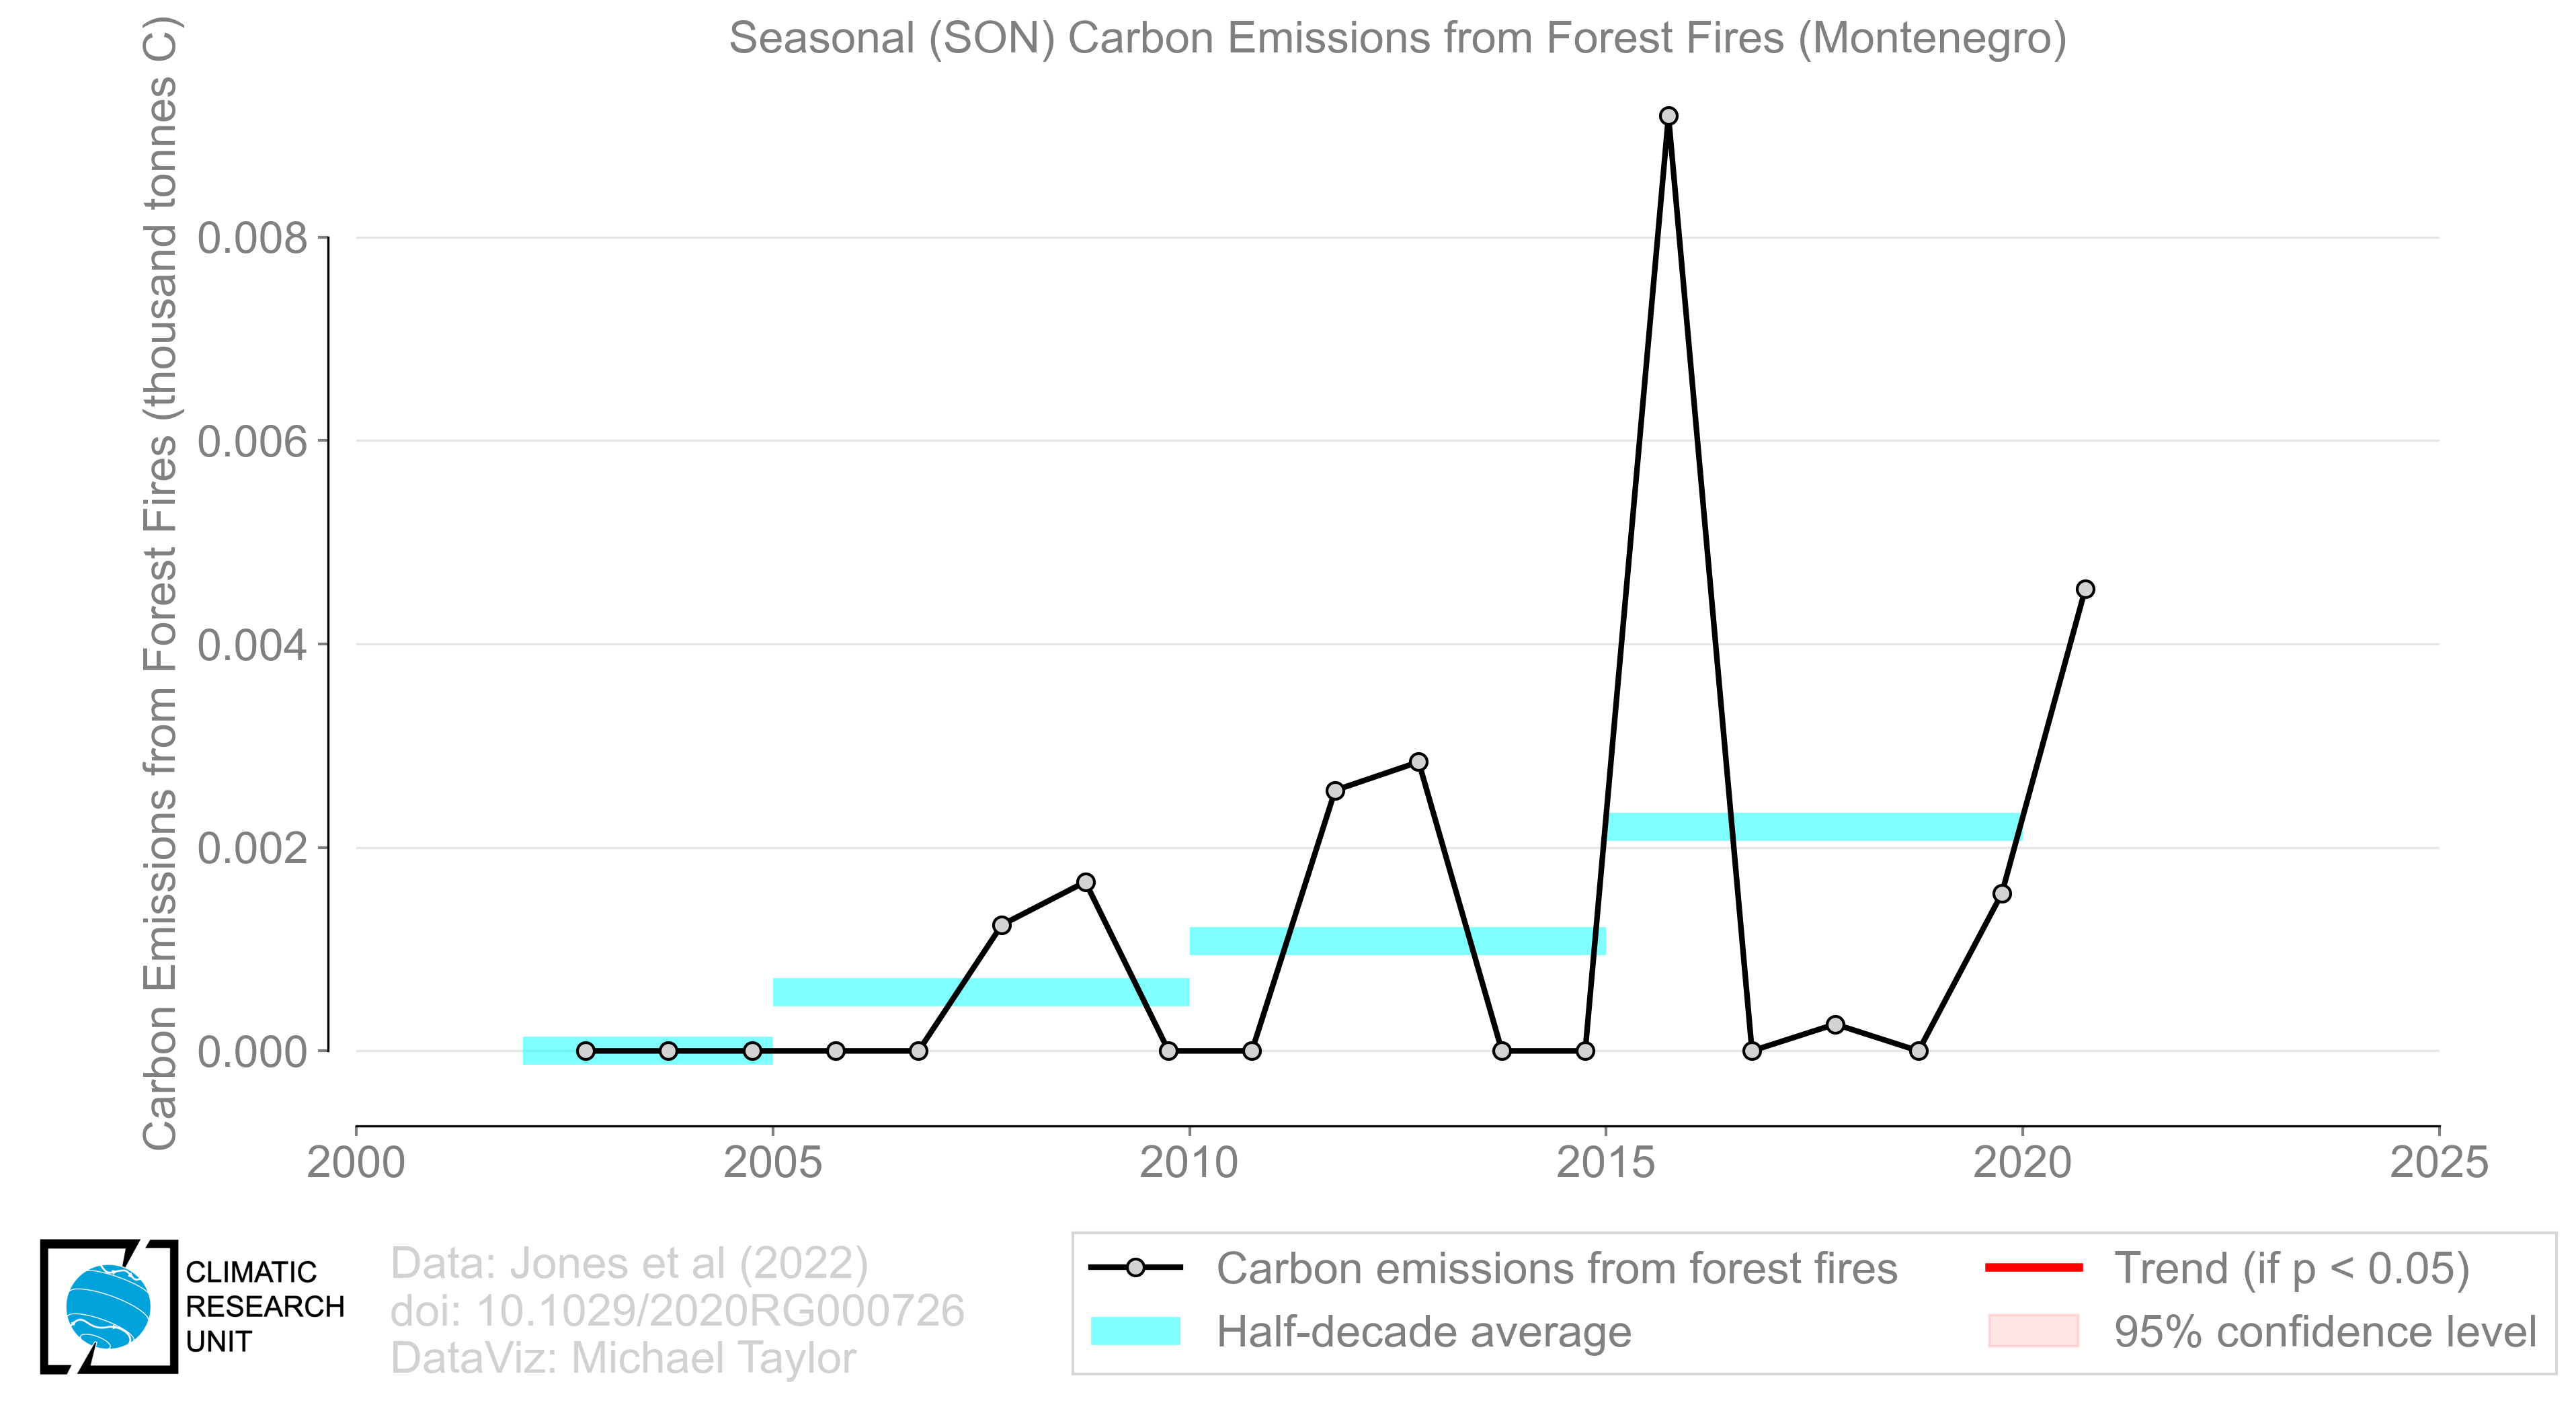 Seasonal (SON) Carbon Emissions from Forest Fires (Montenegro)
Carbon Emissions from Forest Fires (thousand tonnes C)
0.008
0.006
0.004
0.002
0.000
2000 2005 2010 2015 2020 2025
CLIMATIC
RESEARCH
UNIT
Data: Jones et al (2022)
doi: 10.1029/2020RG000726
DataViz: Michael Taylor
Carbon emissions from forest fires
Half-decade average
Trend (if p < 0.05)
95% confidence level